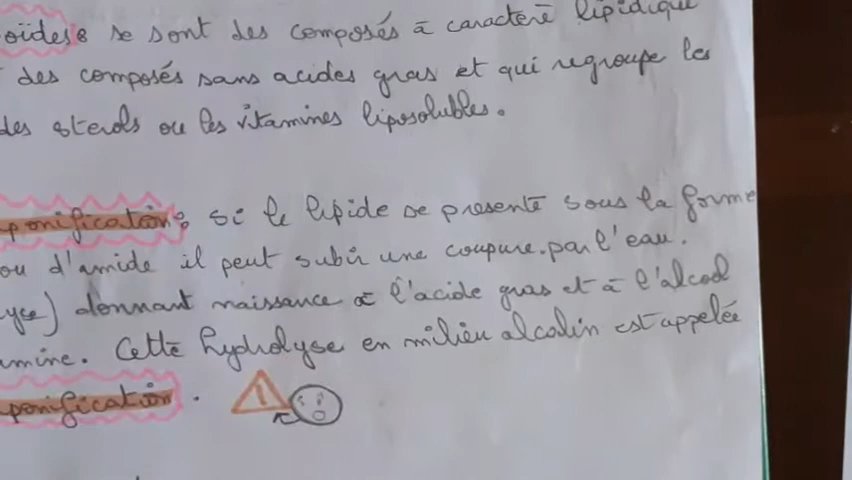 oïdes : se sont des composés à caractère lipidique
des composés sans acides gras et qui regroupe les
des sterols ou les vitamines liposolubles.
ponification : si le lipide se presente sous la forme
ou d'amide il peut subir une coupure par l'eau.
yse) donnant naissance à l'acide gras et à l'alcool
amine. Cette hydrolyse en milieu alcalin est appelée
ponification.